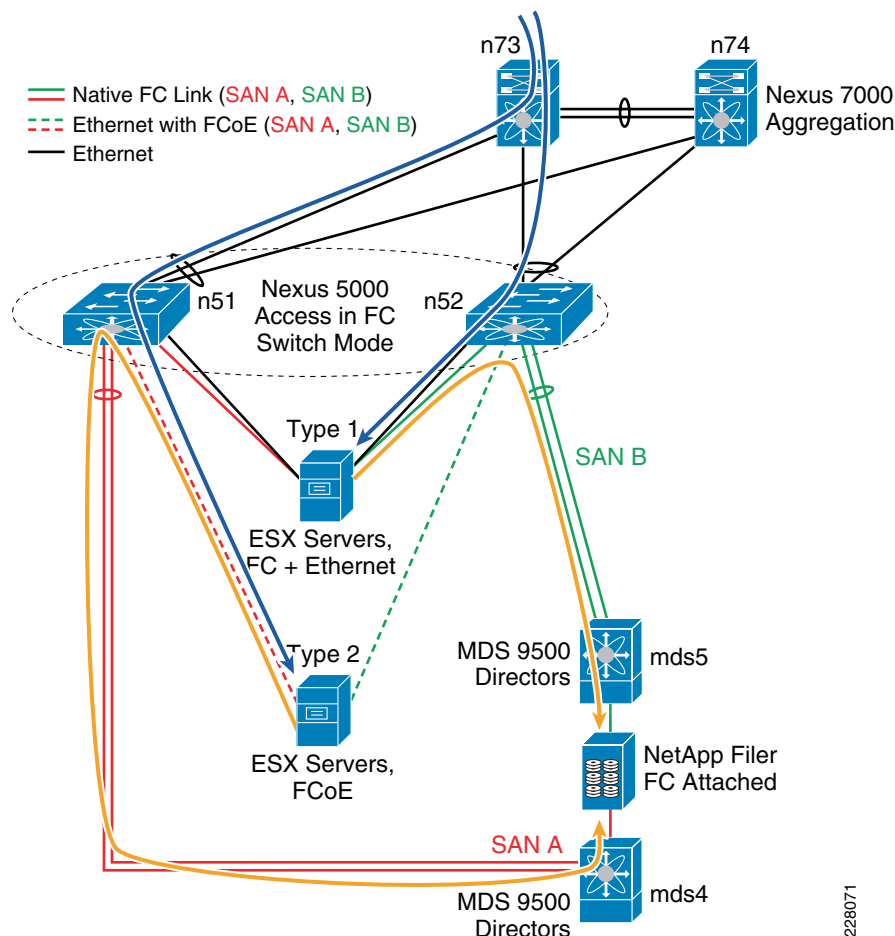 n73
n74
Native FC Link (SAN A, SAN B)
Ethernet with FCoE (SAN A, SAN B)
Ethernet
Nexus 7000
Aggregation
n51
Nexus 5000
Access in FC
Switch Mode
n52
Type 1
ESX Servers,
FC + Ethernet
SAN B
Type 2
ESX Servers,
FCoE
MDS 9500
Directors
mds5
NetApp Filer
FC Attached
SAN A
MDS 9500
Directors
mds4
228071